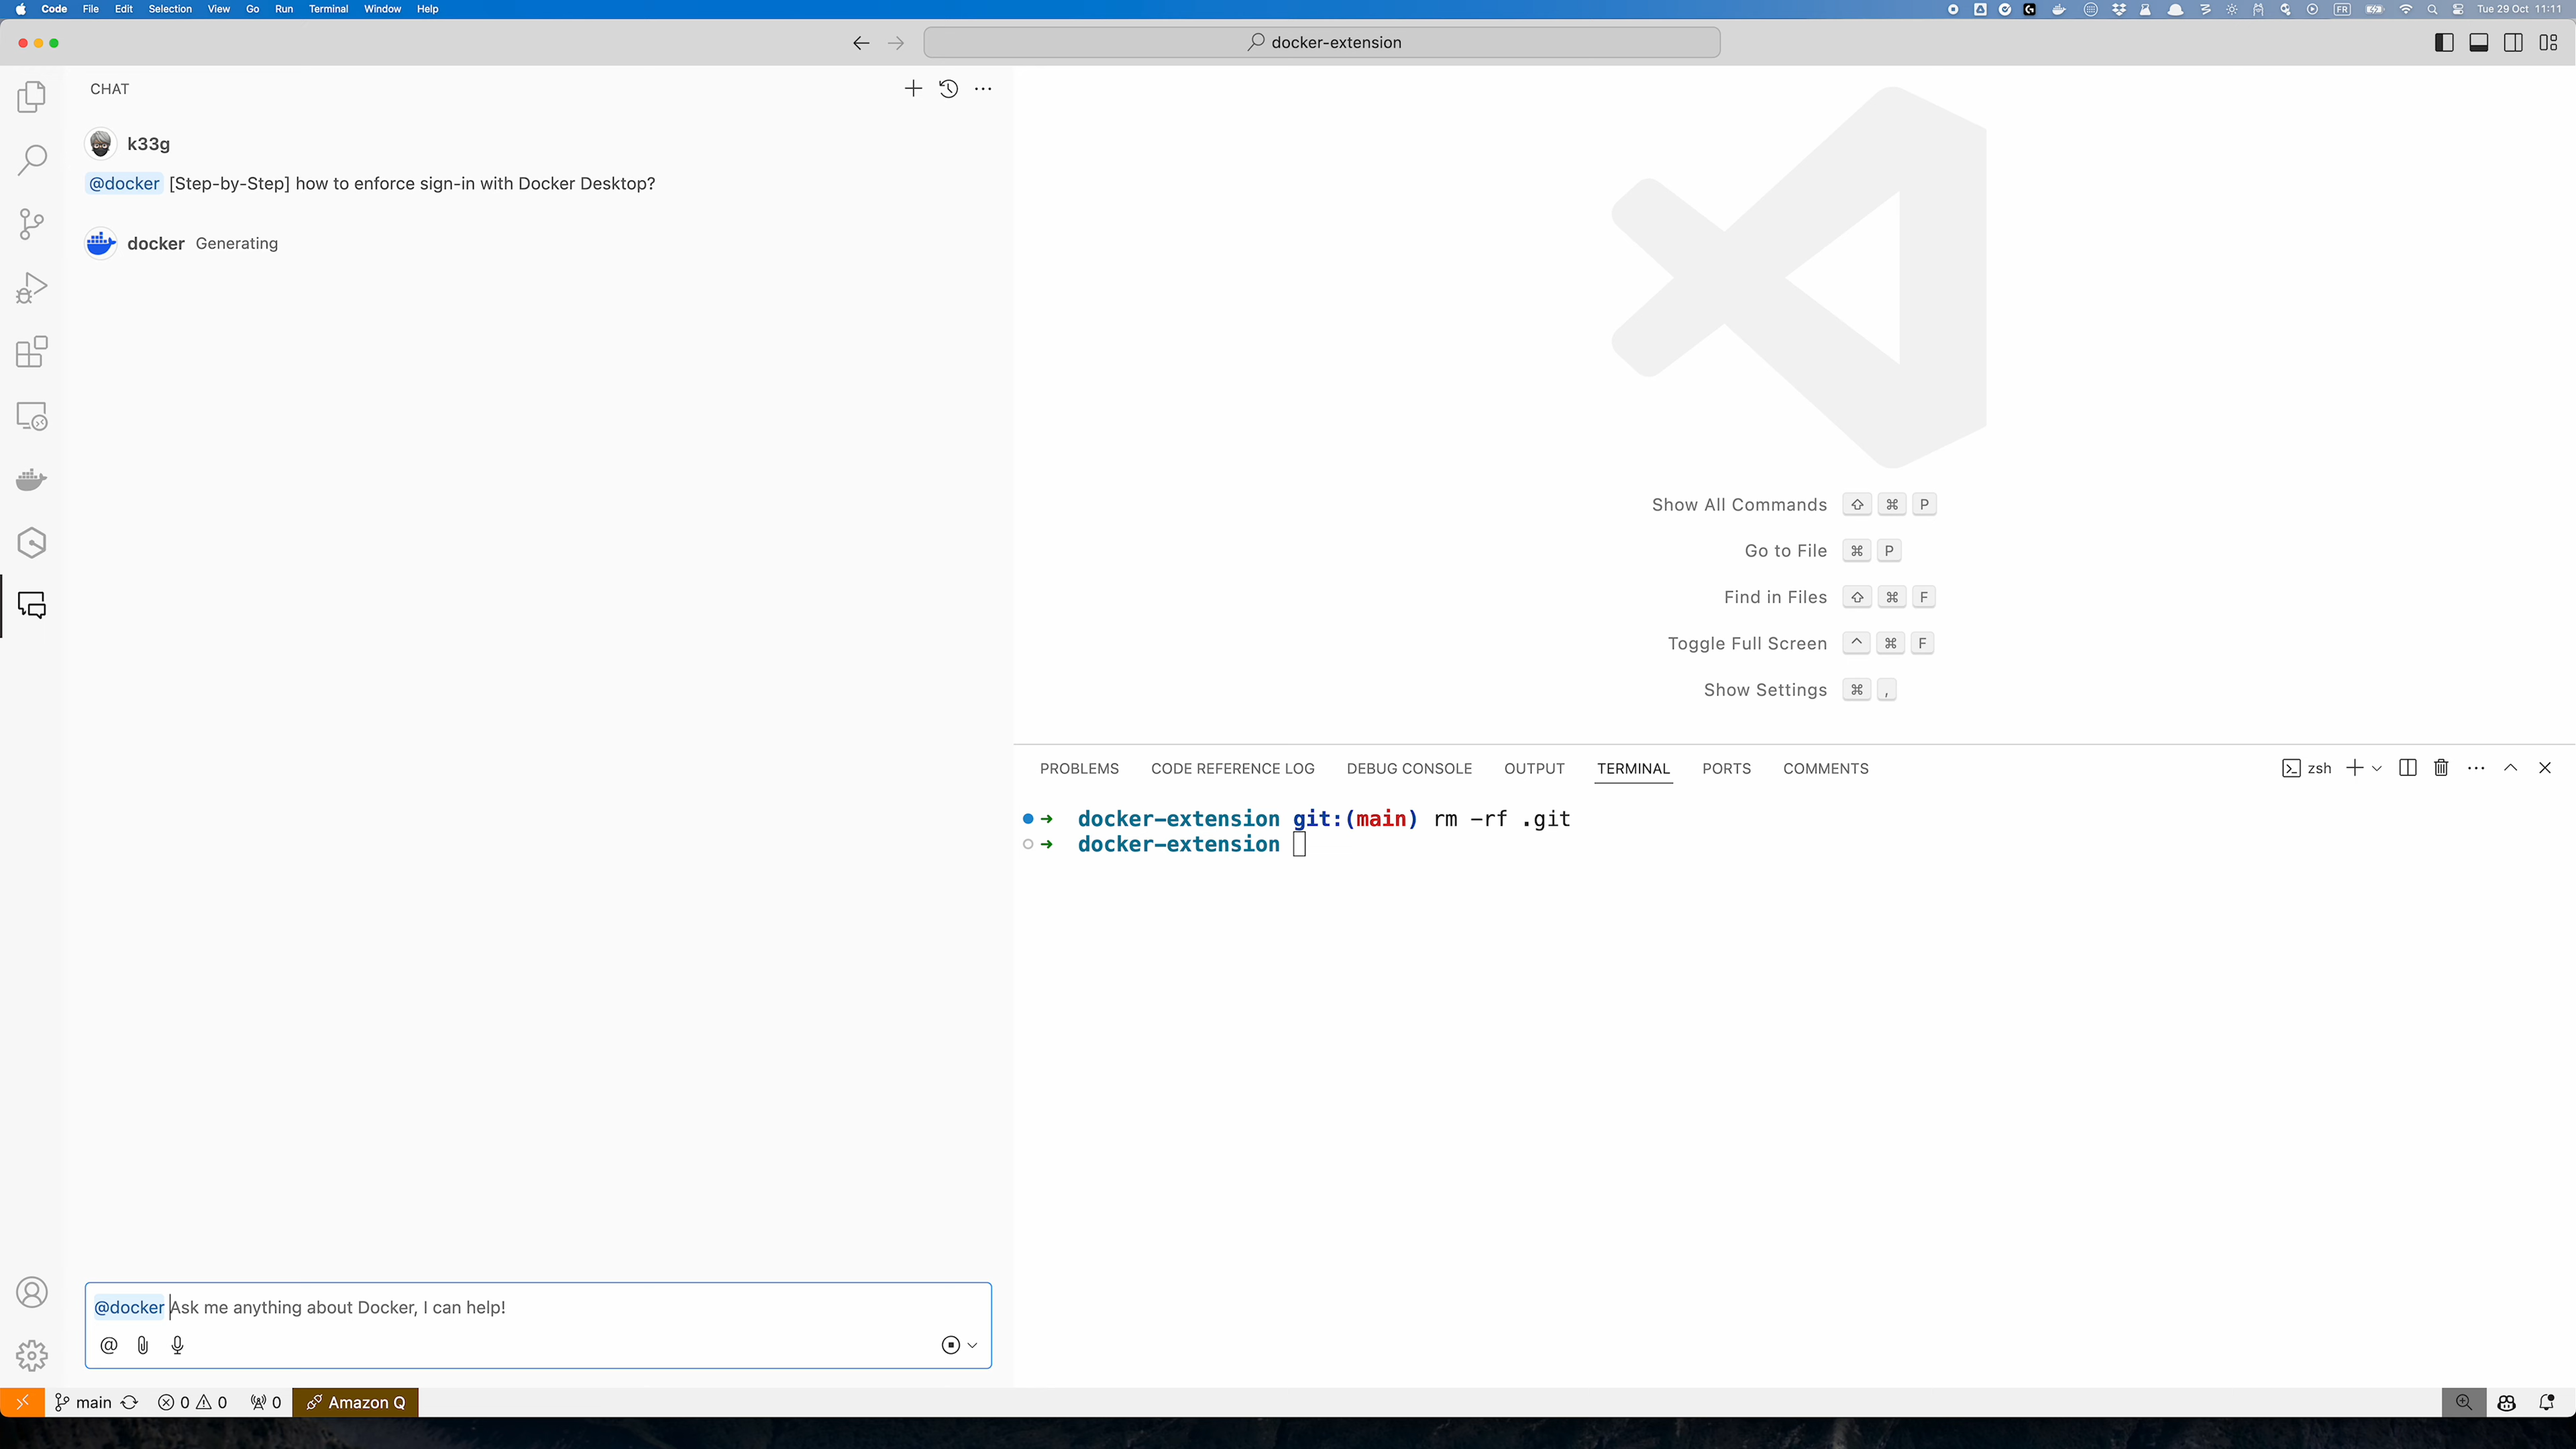 Code File Edit Selection View Go Run Terminal Window Help
FR
Tue 29 Oct 11:11
docker-extension
CHAT
k33g
@docker [Step-by-Step] how to enforce sign-in with Docker Desktop?
docker Generating
Show All Commands ⇧ ⌘ P
Go to File ⌘ P
Find in Files ⇧ ⌘ F
Toggle Full Screen ^ ⌘ F
Show Settings ⌘ ,
PROBLEMS CODE REFERENCE LOG DEBUG CONSOLE OUTPUT TERMINAL PORTS COMMENTS
zsh
➜ docker-extension git:(main) rm -rf .git
➜ docker-extension
@docker Ask me anything about Docker, I can help!
@
main 0 0 0 Amazon Q